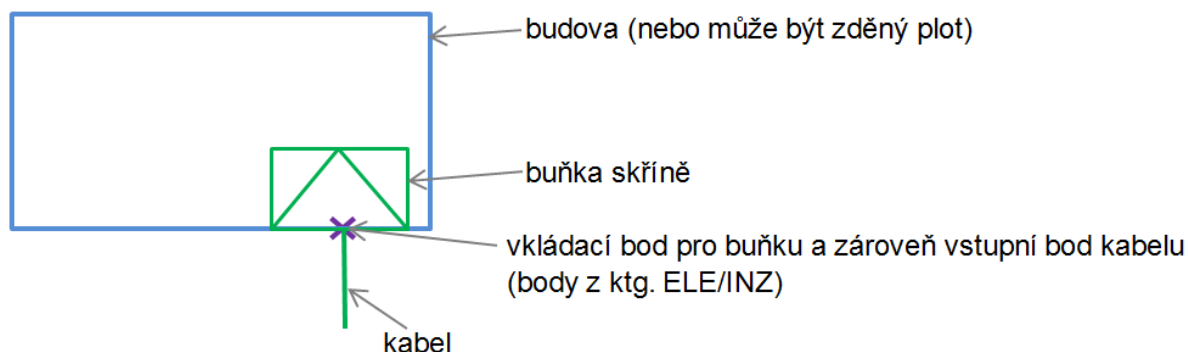 budova (nebo může být zděný plot)
buňka skříně
vkládací bod pro buňku a zároveň vstupní bod kabelu
(body z ktg. ELE/INZ)
kabel